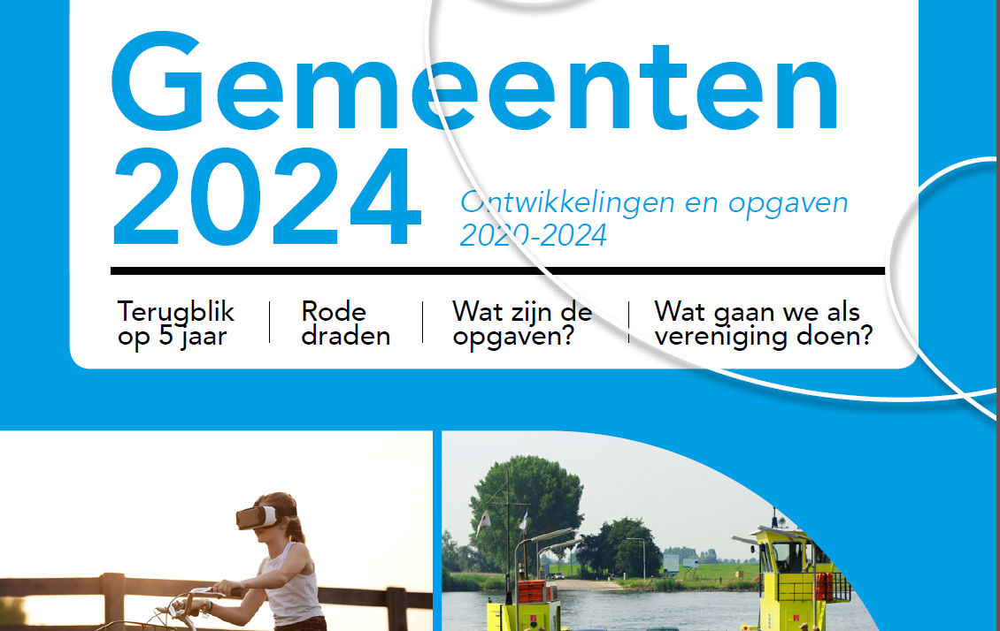 Gemeenten
2024
Ontwikkelingen en opgaven
2020-2024
Terugblik
op 5 jaar
Rode
draden
Wat zijn de
opgaven?
Wat gaan we als
vereniging doen?